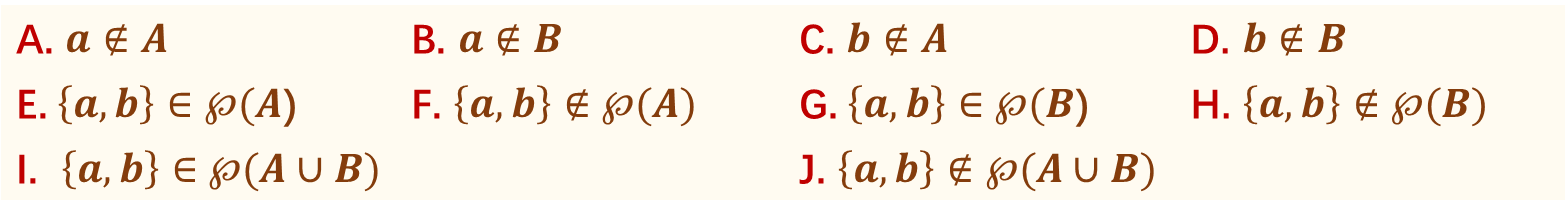 A. a ∉ A B. a ∉ B C. b ∉ A D. b ∉ B
E. {a, b} ∈ ℘(A) F. {a, b} ∉ ℘(A) G. {a, b} ∈ ℘(B) H. {a, b} ∉ ℘(B)
I. {a, b} ∈ ℘(A ∪ B) J. {a, b} ∉ ℘(A ∪ B)